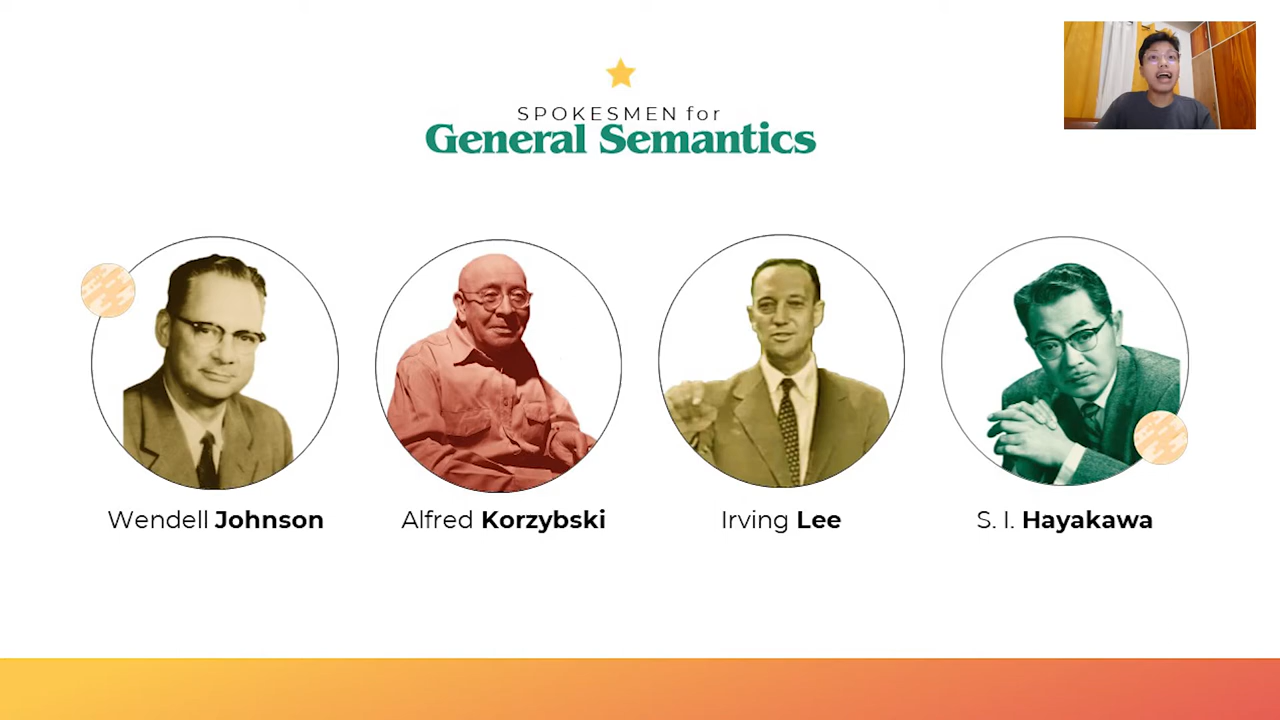 SPOKESMEN for
General Semantics
Wendell Johnson
Alfred Korzybski
Irving Lee
S. I. Hayakawa